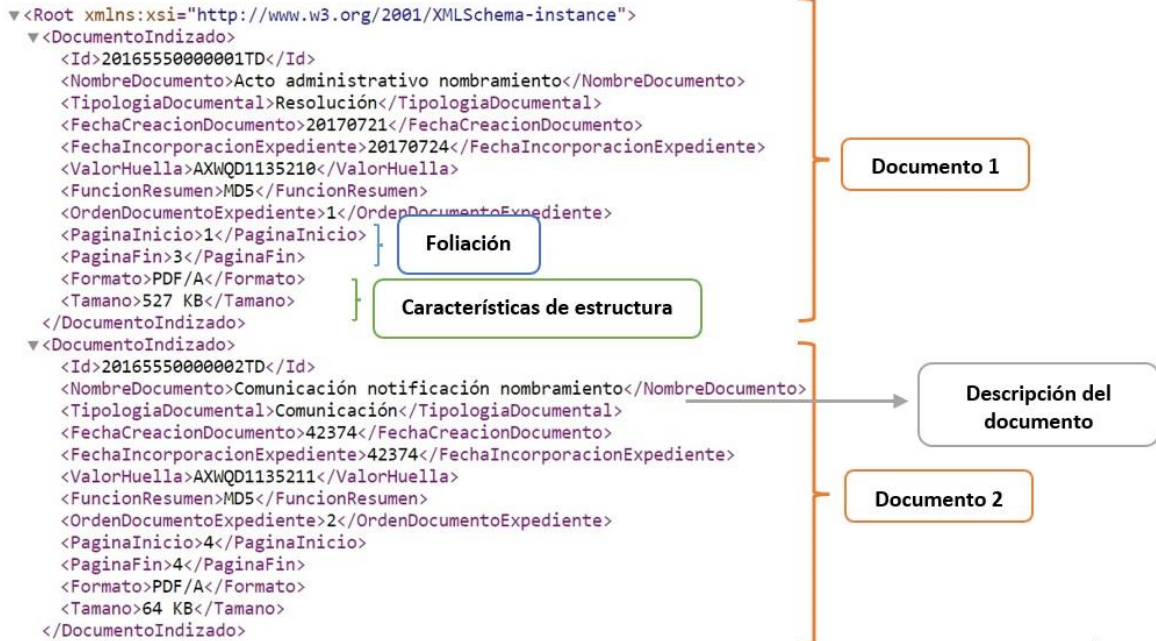 ▼<Root xmlns:xsi="http://www.w3.org/2001/XMLSchema-instance">
▼<DocumentoIndizado>
<Id>20165550000001TD</Id>
<NombreDocumento>Acto administrativo nombramiento</NombreDocumento>
<TipologiaDocumental>Resolución</TipologiaDocumental>
<FechaCreacionDocumento>20170721</FechaCreacionDocumento>
<FechaIncorporacionExpediente>20170724</FechaIncorporacionExpediente>
<ValorHuella>AXWQD1135210</ValorHuella>
<FuncionResumen>MD5</FuncionResumen>
<OrdenDocumentoExpediente>1</OrdenDocumentoExpediente>
<PaginaInicio>1</PaginaInicio>
<PaginaFin>3</PaginaFin>
<Formato>PDF/A</Formato>
<Tamano>527 KB</Tamano>
</DocumentoIndizado>
Documento 1
Foliación
Características de estructura
▼<DocumentoIndizado>
<Id>20165550000002TD</Id>
<NombreDocumento>Comunicación notificación nombramiento</NombreDocumento>
<TipologiaDocumental>Comunicación</TipologiaDocumental>
<FechaCreacionDocumento>42374</FechaCreacionDocumento>
<FechaIncorporacionExpediente>42374</FechaIncorporacionExpediente>
<ValorHuella>AXWQD1135211</ValorHuella>
<FuncionResumen>MD5</FuncionResumen>
<OrdenDocumentoExpediente>2</OrdenDocumentoExpediente>
<PaginaInicio>4</PaginaInicio>
<PaginaFin>4</PaginaFin>
<Formato>PDF/A</Formato>
<Tamano>64 KB</Tamano>
</DocumentoIndizado>
Descripción del
documento
Documento 2